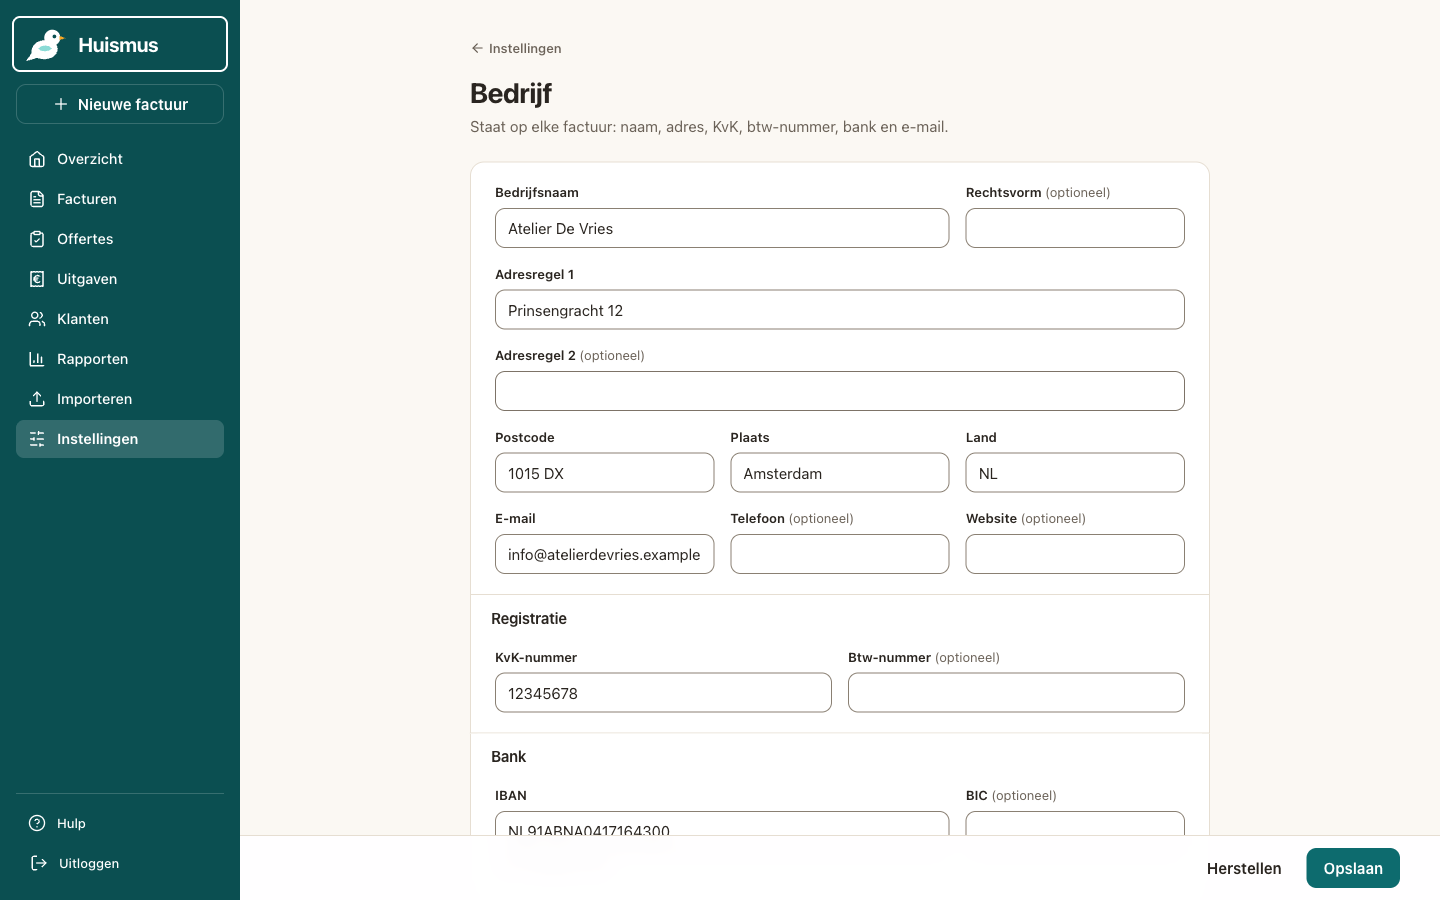 Huismus
Nieuwe factuur
Overzicht
Facturen
Offertes
Uitgaven
Klanten
Rapporten
Importeren
Instellingen
Hulp
Uitloggen
Instellingen
Bedrijf
Staat op elke factuur: naam, adres, KvK, btw-nummer, bank en e-mail.
Bedrijfsnaam
Rechtsvorm (optioneel)
Atelier De Vries
Adresregel 1
Prinsengracht 12
Adresregel 2 (optioneel)
Postcode
Plaats
Land
1015 DX
Amsterdam
NL
E-mail
Telefoon (optioneel)
Website (optioneel)
info@atelierdevries.example
Registratie
KvK-nummer
Btw-nummer (optioneel)
12345678
Bank
IBAN
BIC (optioneel)
NL91ABNA0417164300
Herstellen
Opslaan